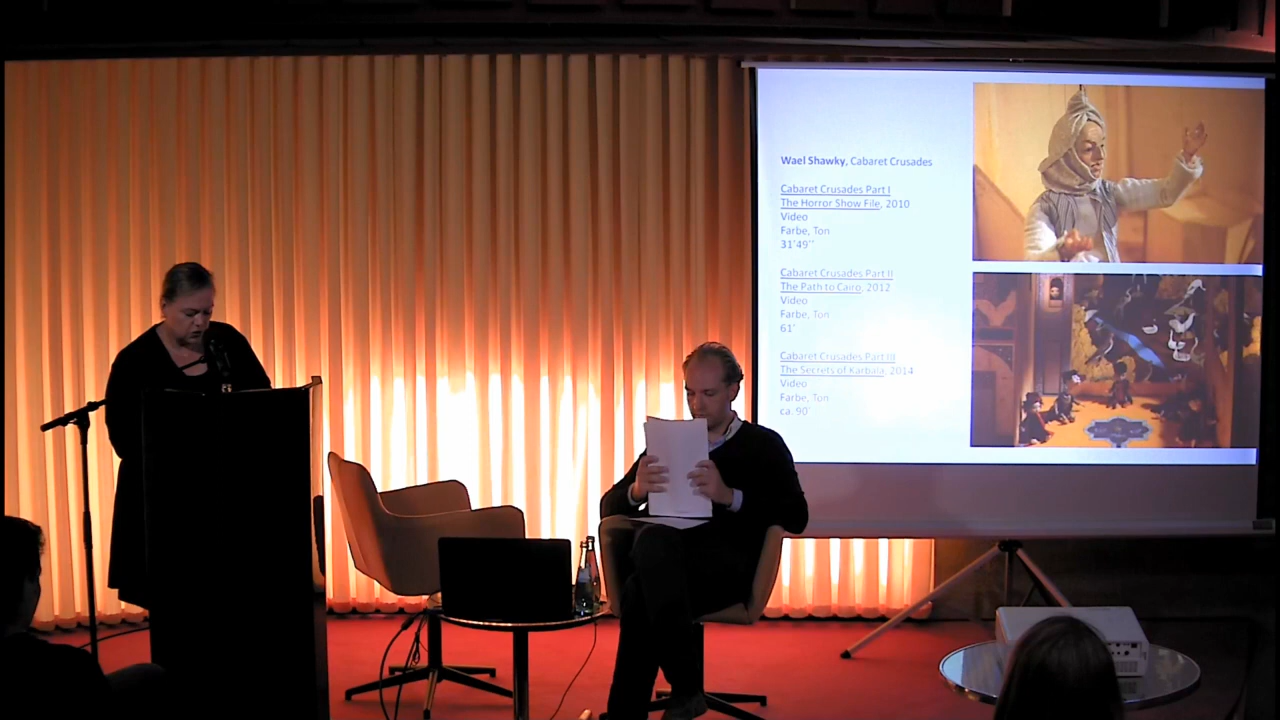 Wael Shawky, Cabaret Crusades
Cabaret Crusades Part I
The Horror Show File, 2010
Video
Farbe, Ton
31'49''
Cabaret Crusades Part II
The Path to Cairo, 2012
Video
Farbe, Ton
61'
Cabaret Crusades Part III
The Secrets of Karbala, 2014
Video
Farbe, Ton
ca. 90'